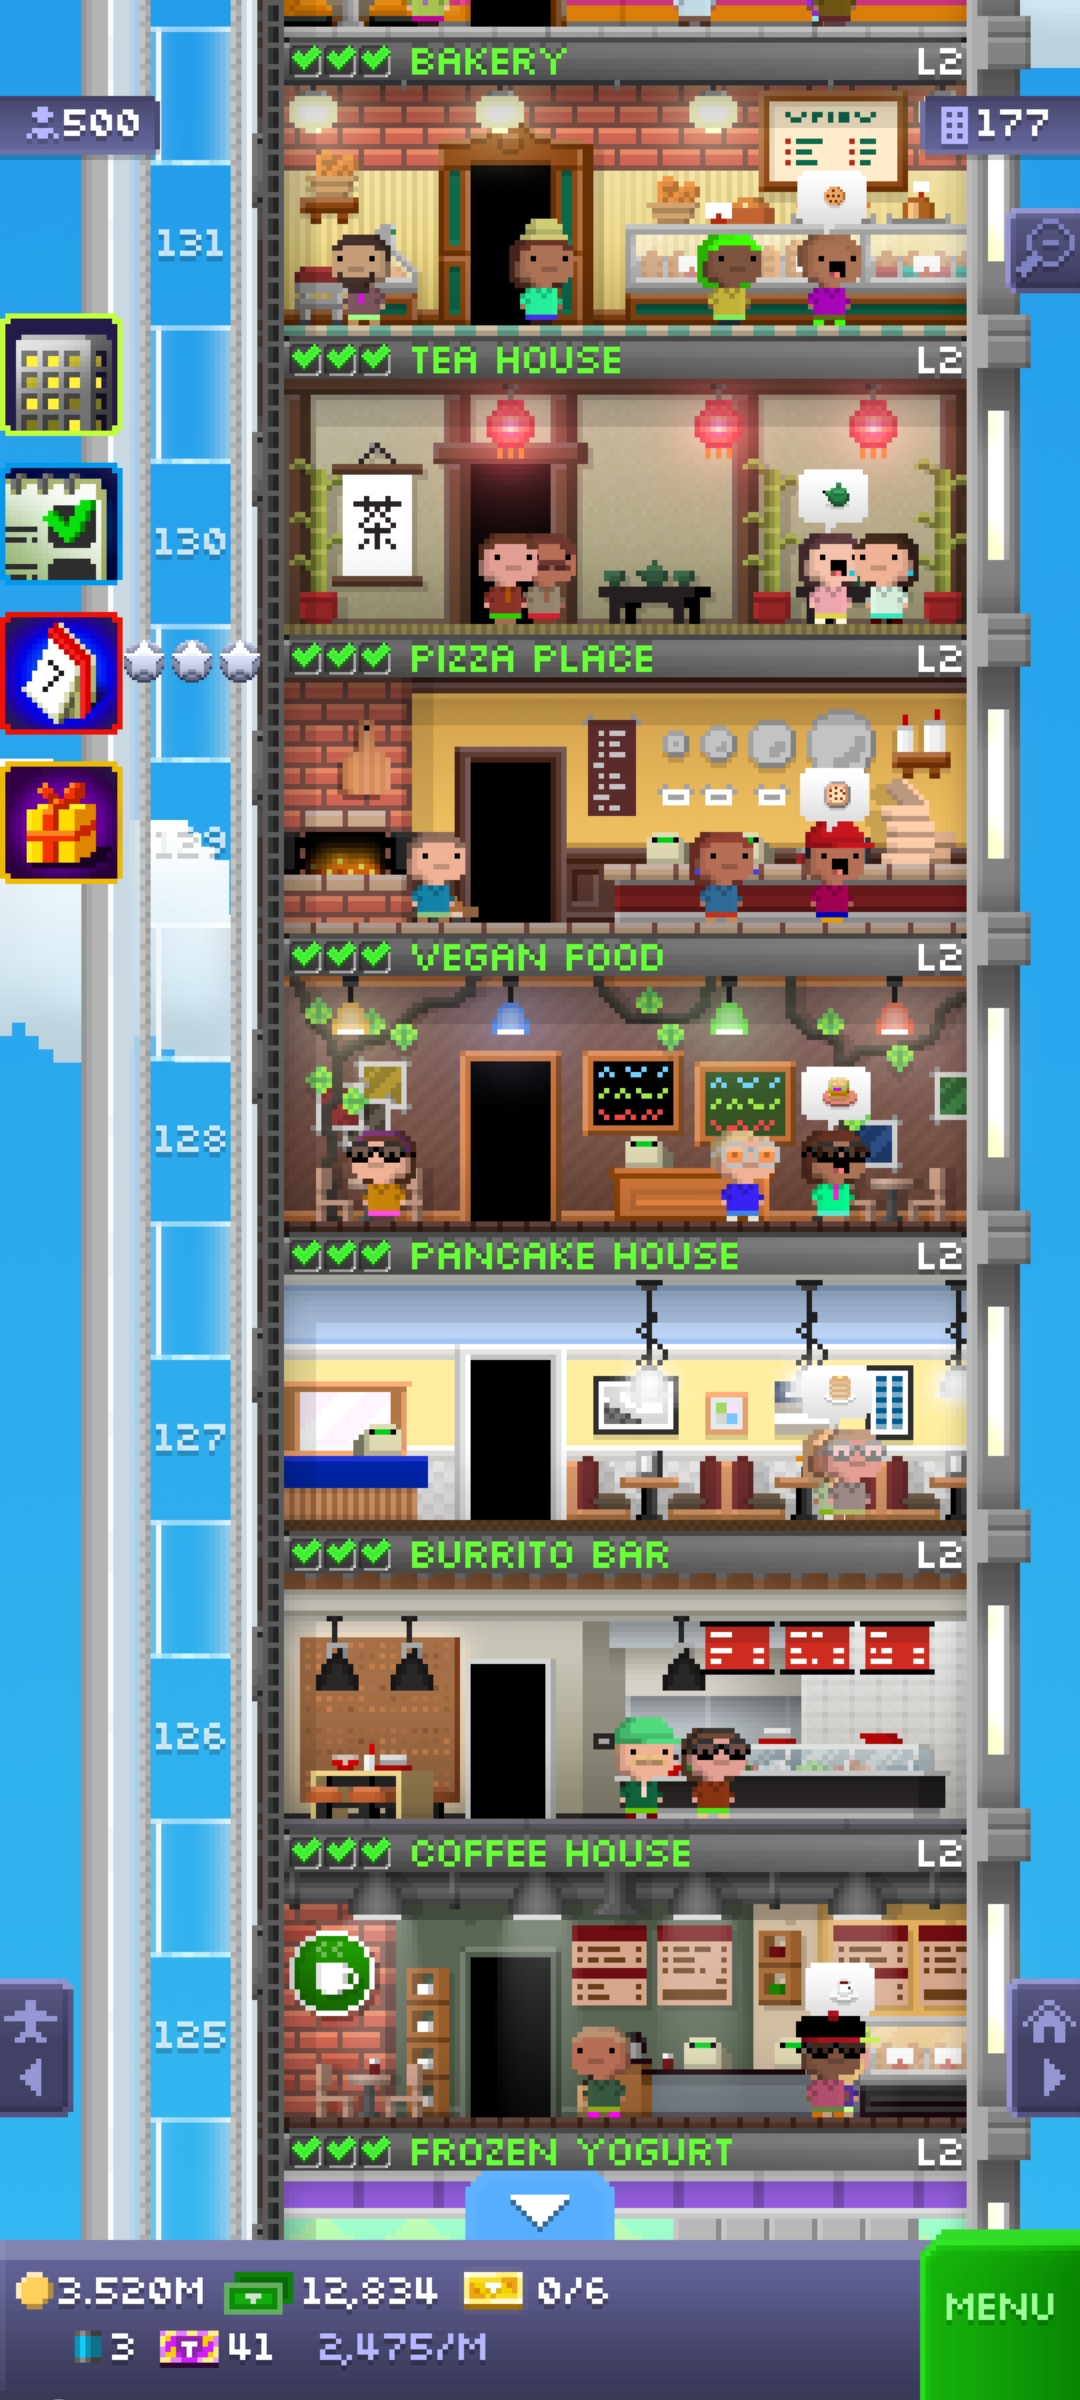 BAKERY L2
500
177
131
TEA HOUSE L2
茶
130
PIZZA PLACE L2
129
VEGAN FOOD L2
128
PANCAKE HOUSE L2
127
BURRITO BAR L2
126
COFFEE HOUSE L2
125
FROZEN YOGURT L2
3.520M 12,834 0/6
3 41 2,475/M
MENU